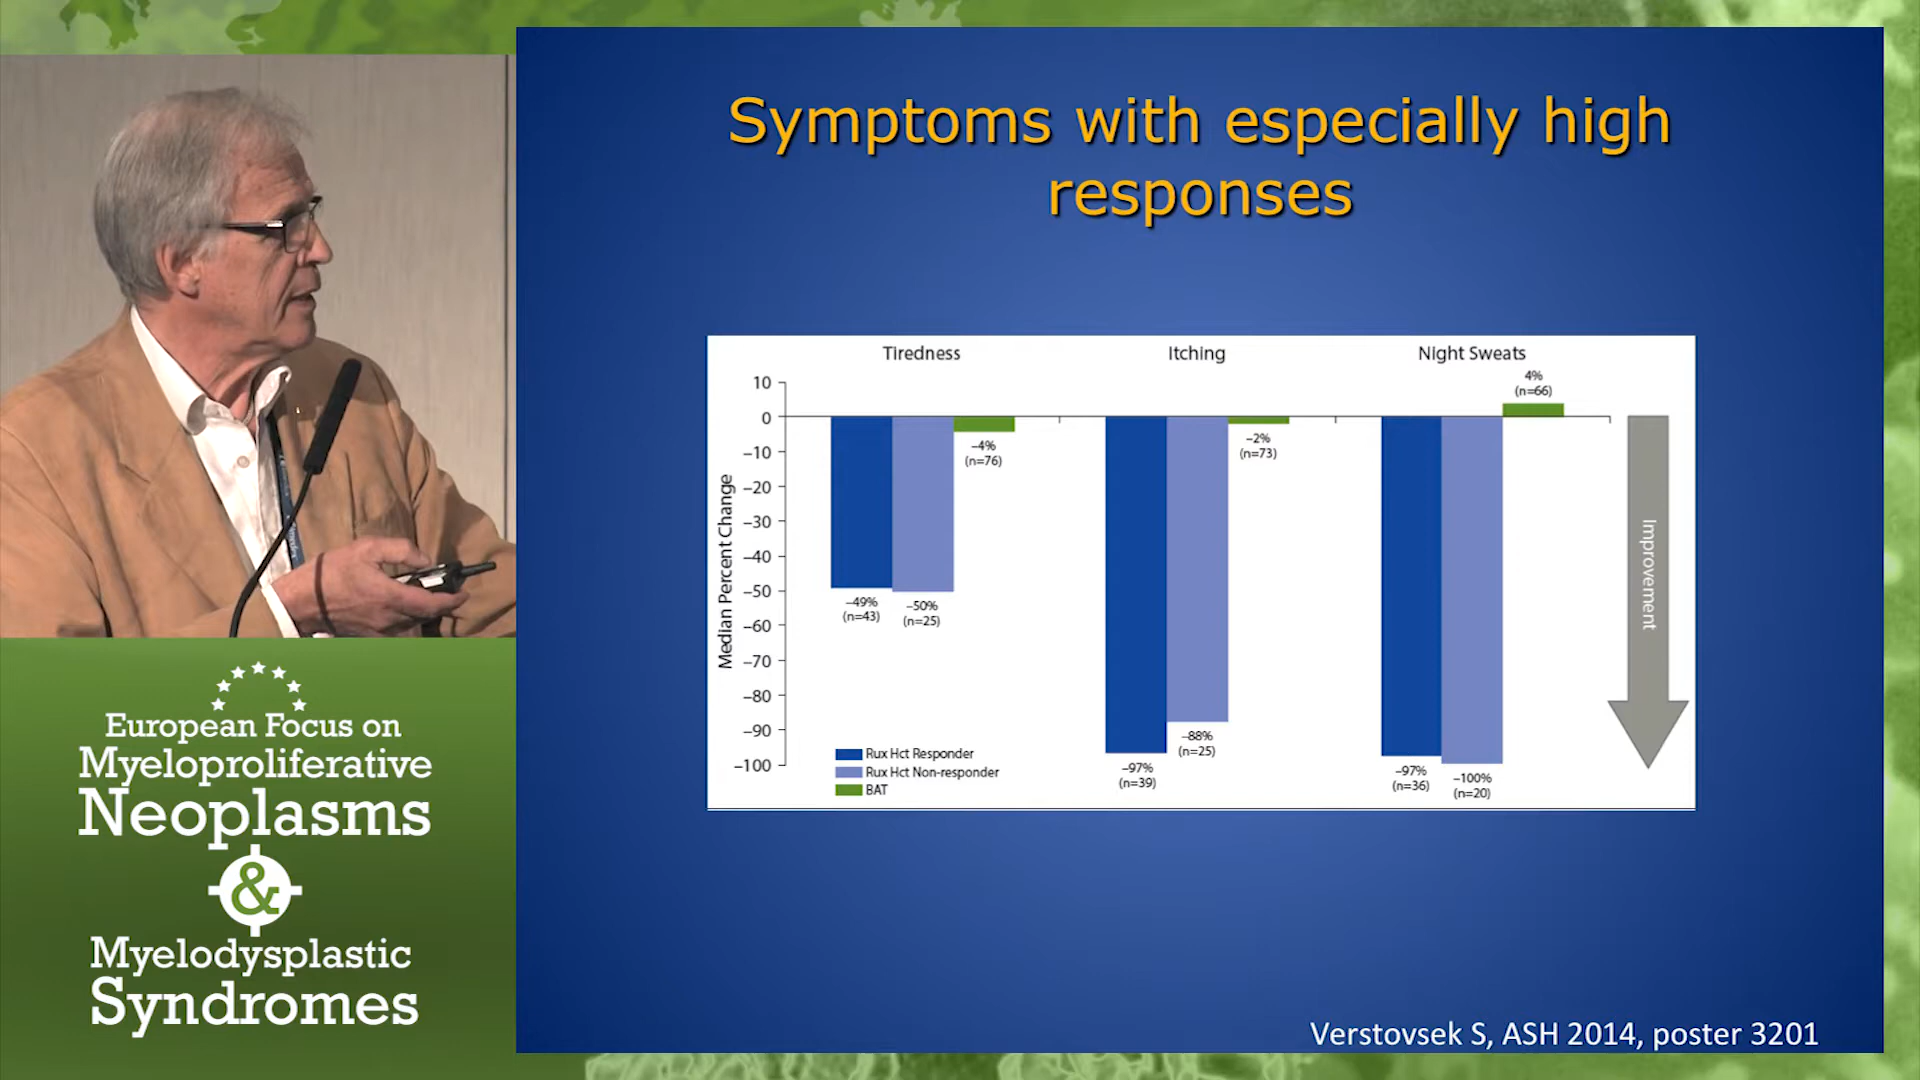 Symptoms with especially high
responses
Tiredness
Itching
Night Sweats
Median Percent Change
10
0
–10
–20
–30
–40
–50
–60
–70
–80
–90
–100
–49%
(n=43)
–50%
(n=25)
–4%
(n=76)
–97%
(n=39)
–88%
(n=25)
–2%
(n=73)
–97%
(n=36)
–100%
(n=20)
4%
(n=66)
Improvement
Rux Hct Responder
Rux Hct Non-responder
BAT
Verstovsek S, ASH 2014, poster 3201
European Focus on
Myeloproliferative
Neoplasms
&
Myelodysplastic
Syndromes